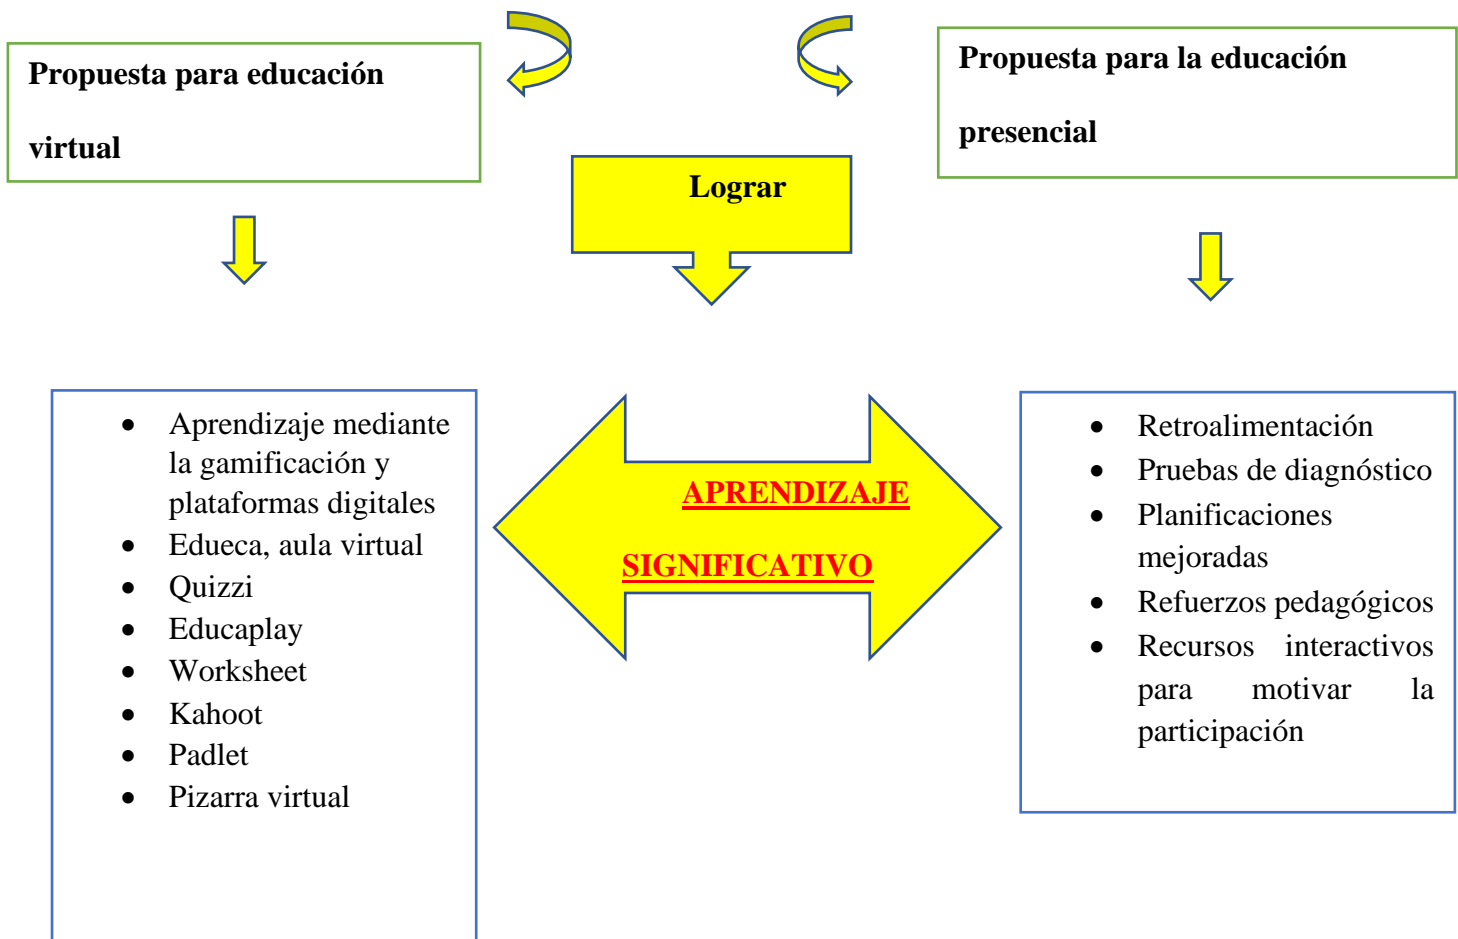 Propuesta para educación
virtual
Propuesta para la educación
presencial
Lograr
• Aprendizaje mediante
la gamificación y
plataformas digitales
• Edueca, aula virtual
• Quizzi
• Educaplay
• Worksheet
• Kahoot
• Padlet
• Pizarra virtual
APRENDIZAJE
SIGNIFICATIVO
• Retroalimentación
• Pruebas de diagnóstico
• Planificaciones
mejoradas
• Refuerzos pedagógicos
• Recursos interactivos
para motivar la
participación